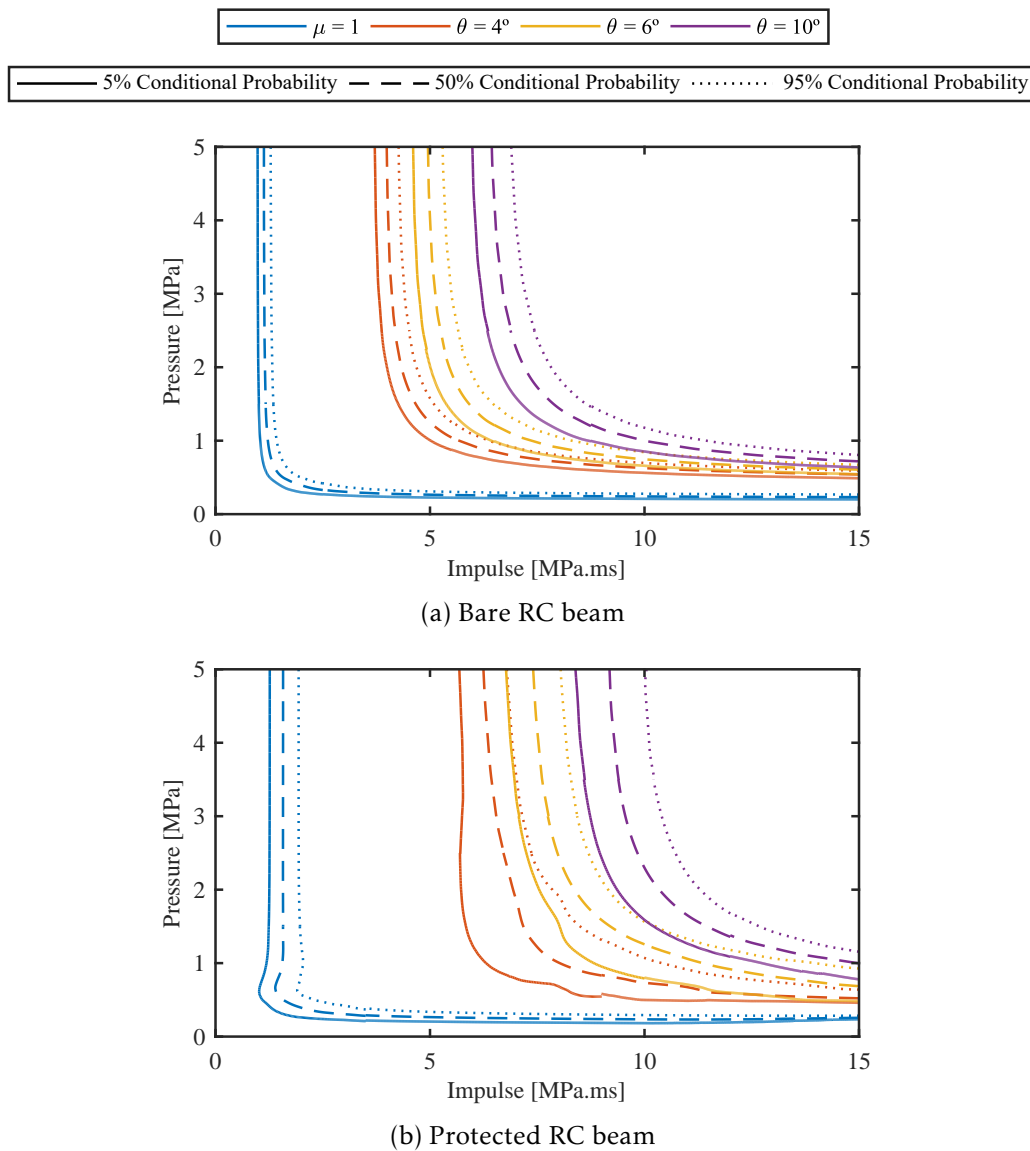 μ = 1 θ = 4º θ = 6º θ = 10º
5% Conditional Probability 50% Conditional Probability 95% Conditional Probability
5
4
3
2
1
0
Pressure [MPa]
0 5 10 15
Impulse [MPa.ms]
(a) Bare RC beam
5
4
3
2
1
0
Pressure [MPa]
0 5 10 15
Impulse [MPa.ms]
(b) Protected RC beam